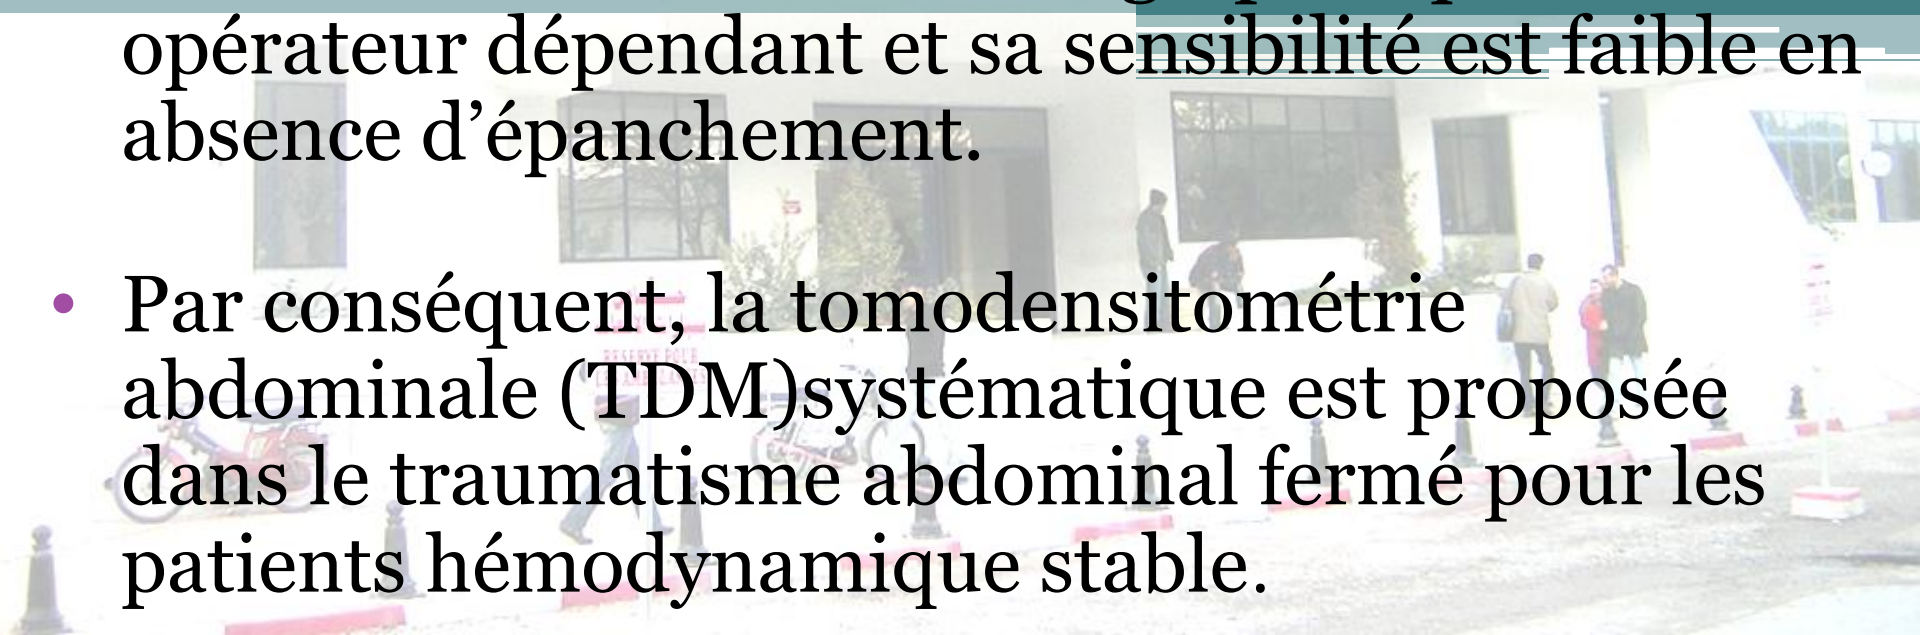 opérateur dépendant et sa sensibilité est faible en
absence d’épanchement.
• Par conséquent, la tomodensitométrie
abdominale (TDM)systématique est proposée
dans le traumatisme abdominal fermé pour les
patients hémodynamique stable.